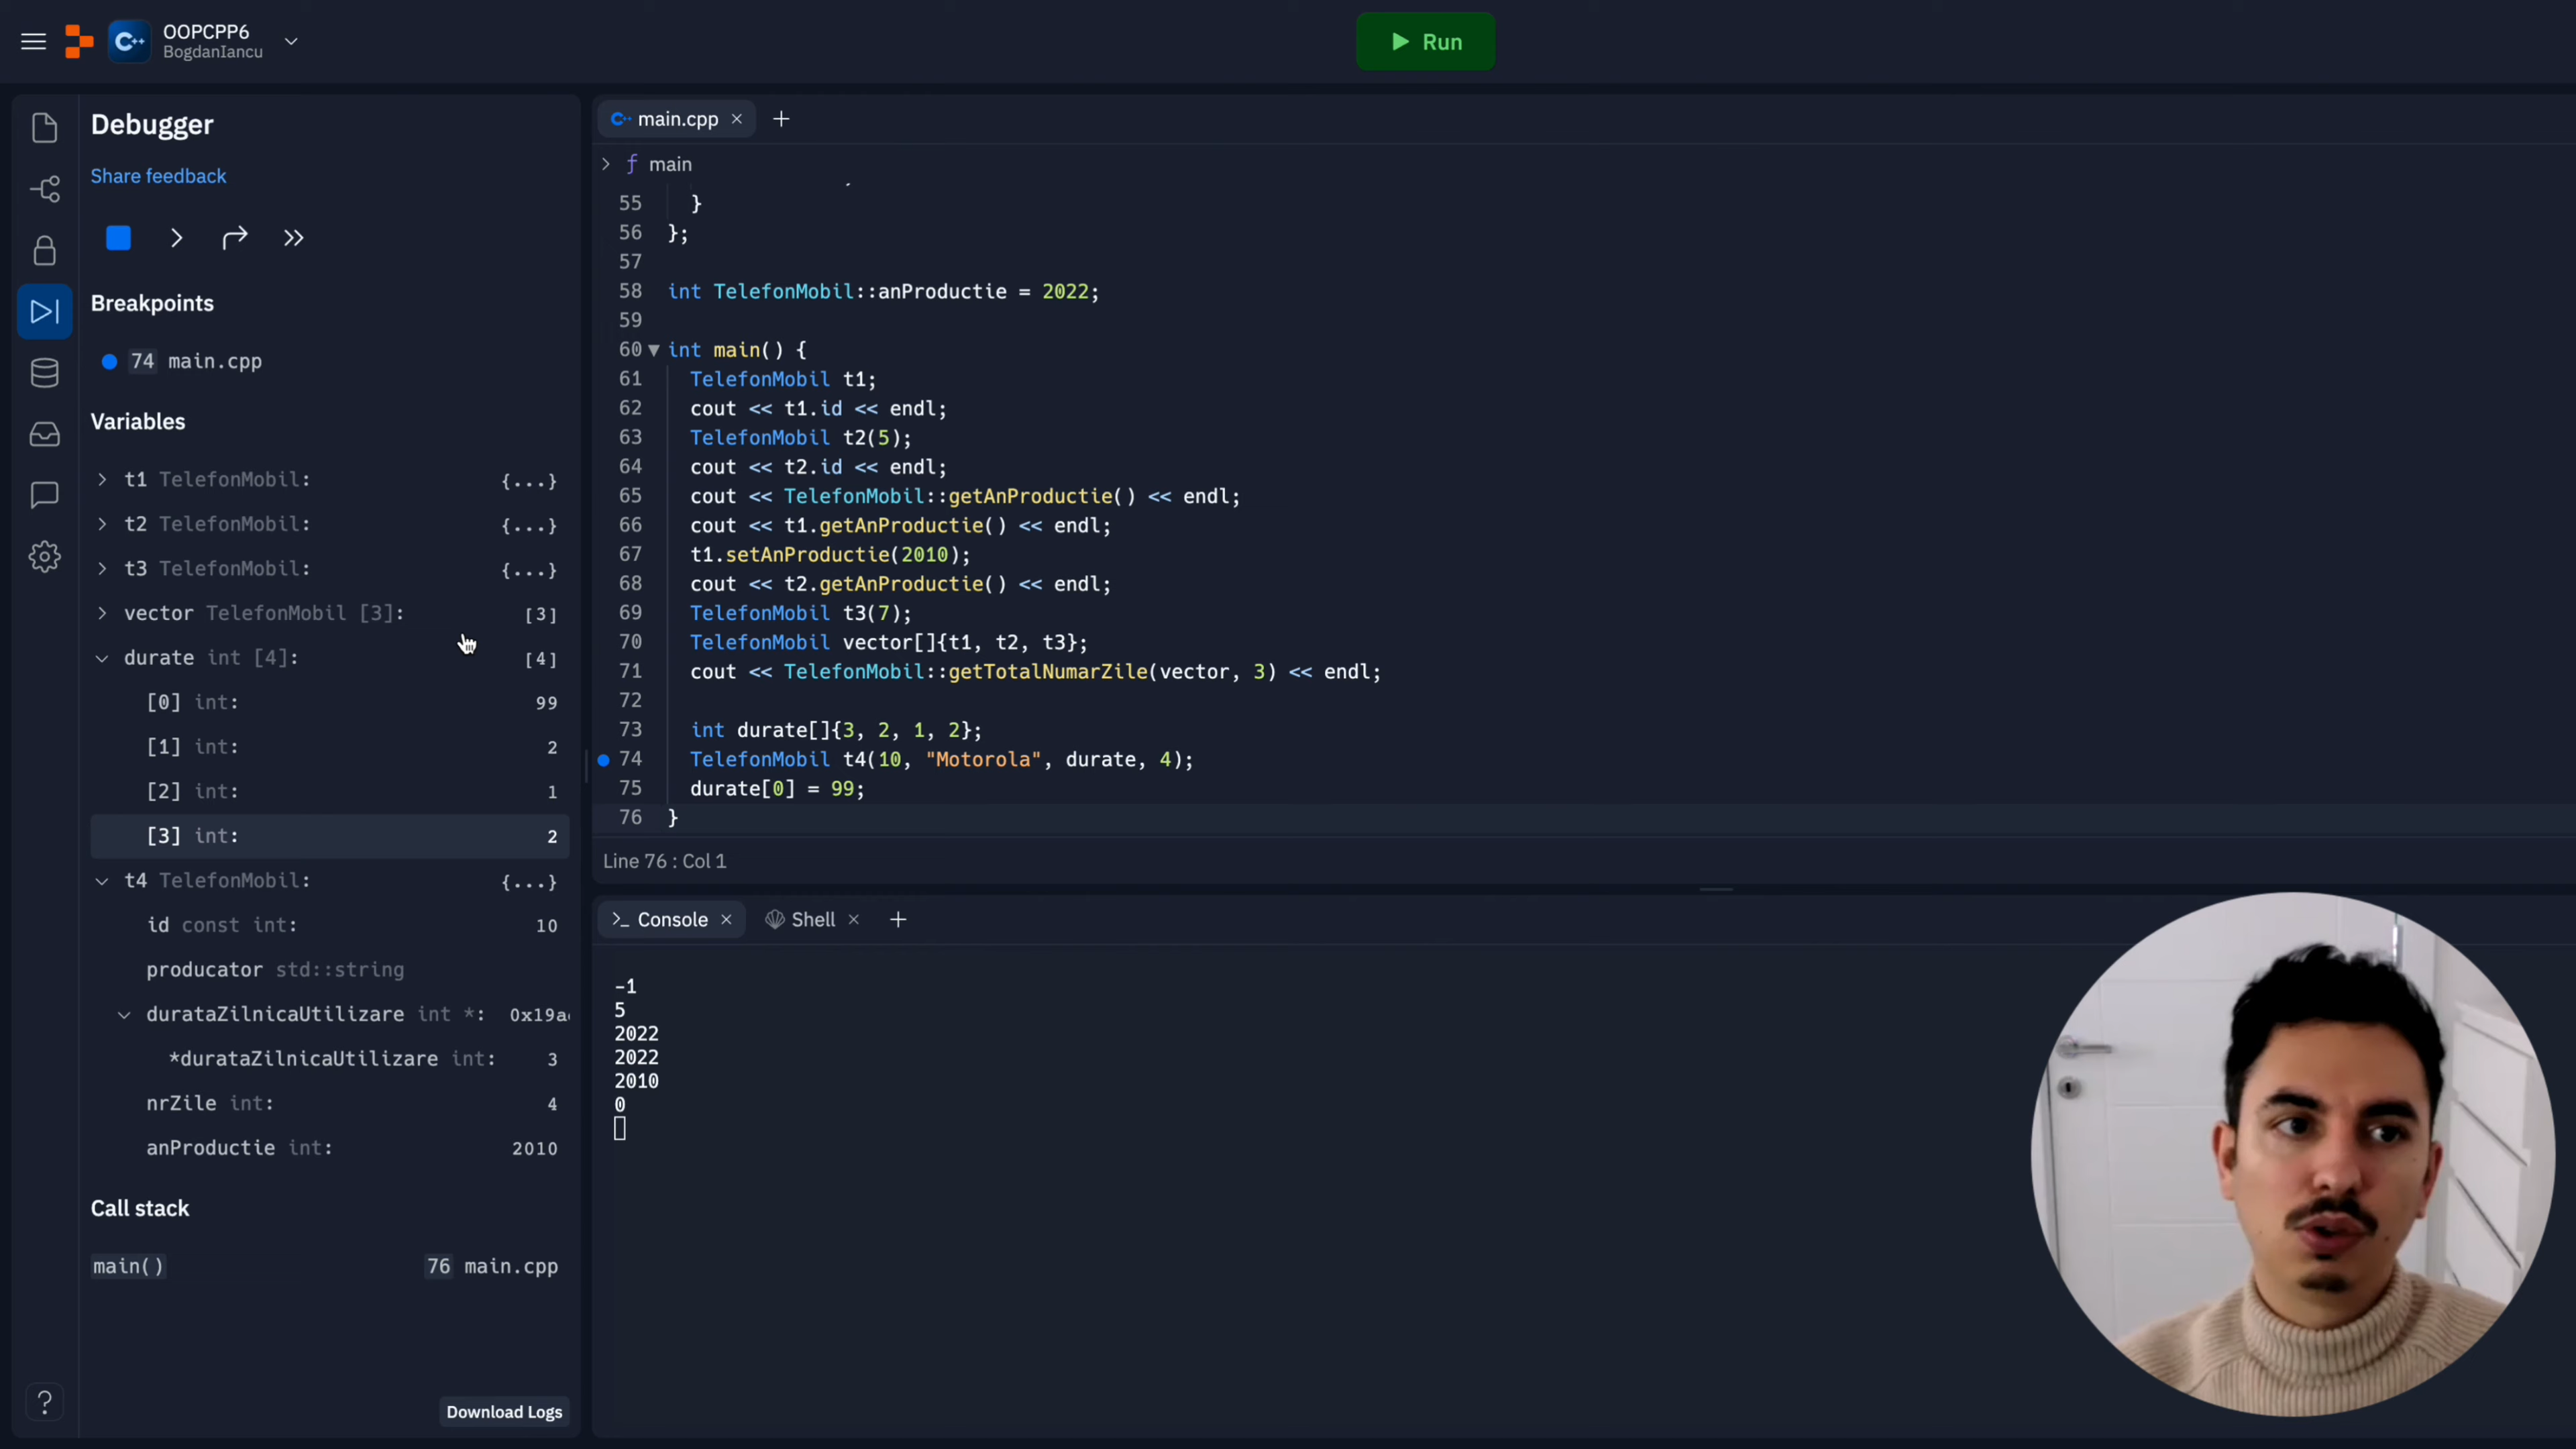 OOPCPP6
BogdanIancu
Run
Debugger
Share feedback
Breakpoints
74 main.cpp
Variables
t1 TelefonMobil: {...}
t2 TelefonMobil: {...}
t3 TelefonMobil: {...}
vector TelefonMobil [3]: [3]
durate int [4]: [4]
[0] int: 99
[1] int: 2
[2] int: 1
[3] int: 2
t4 TelefonMobil: {...}
id const int: 10
producator std::string
durataZilnicaUtilizare int *: 0x19a
*durataZilnicaUtilizare int: 3
nrZile int: 4
anProductie int: 2010
Call stack
main() 76 main.cpp
Download Logs
main.cpp
main
55 }
56 };
57
58 int TelefonMobil::anProductie = 2022;
59
60 int main() {
61 TelefonMobil t1;
62 cout << t1.id << endl;
63 TelefonMobil t2(5);
64 cout << t2.id << endl;
65 cout << TelefonMobil::getAnProductie() << endl;
66 cout << t1.getAnProductie() << endl;
67 t1.setAnProductie(2010);
68 cout << t2.getAnProductie() << endl;
69 TelefonMobil t3(7);
70 TelefonMobil vector[]{t1, t2, t3};
71 cout << TelefonMobil::getTotalNumarZile(vector, 3) << endl;
72
73 int durate[]{3, 2, 1, 2};
74 TelefonMobil t4(10, "Motorola", durate, 4);
75 durate[0] = 99;
76 }
Line 76 : Col 1
Console
Shell
-1
5
2022
2022
2010
0